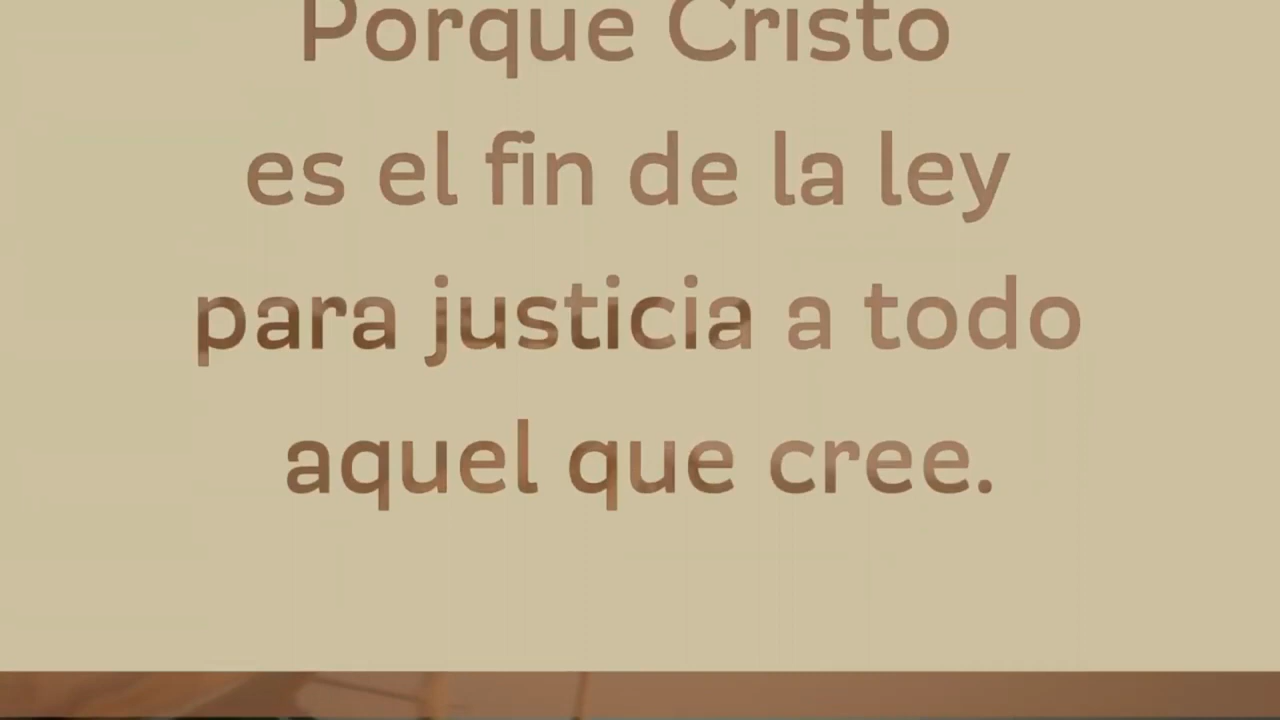 Porque Cristo
es el fin de la ley
para justicia a todo
aquel que cree.